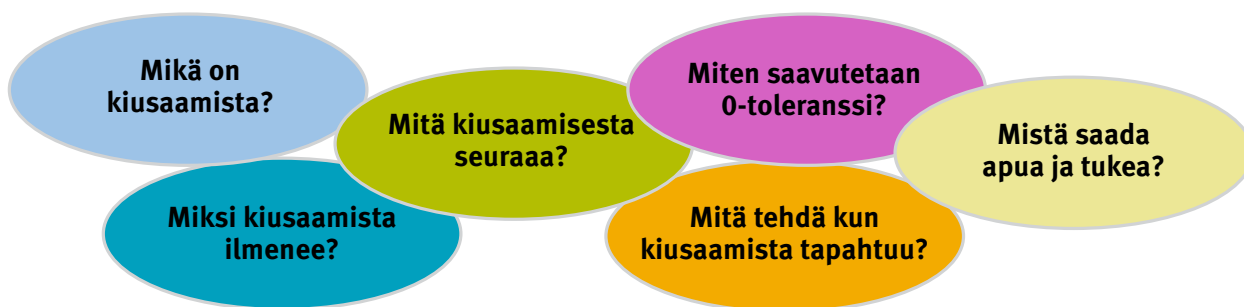 Mikä on
kiusaamista?
Miksi kiusaamista
ilmenee?
Mitä kiusaamisesta
seuraaa?
Miten saavutetaan
0-toleranssi?
Mitä tehdä kun
kiusaamista tapahtuu?
Mistä saada
apua ja tukea?